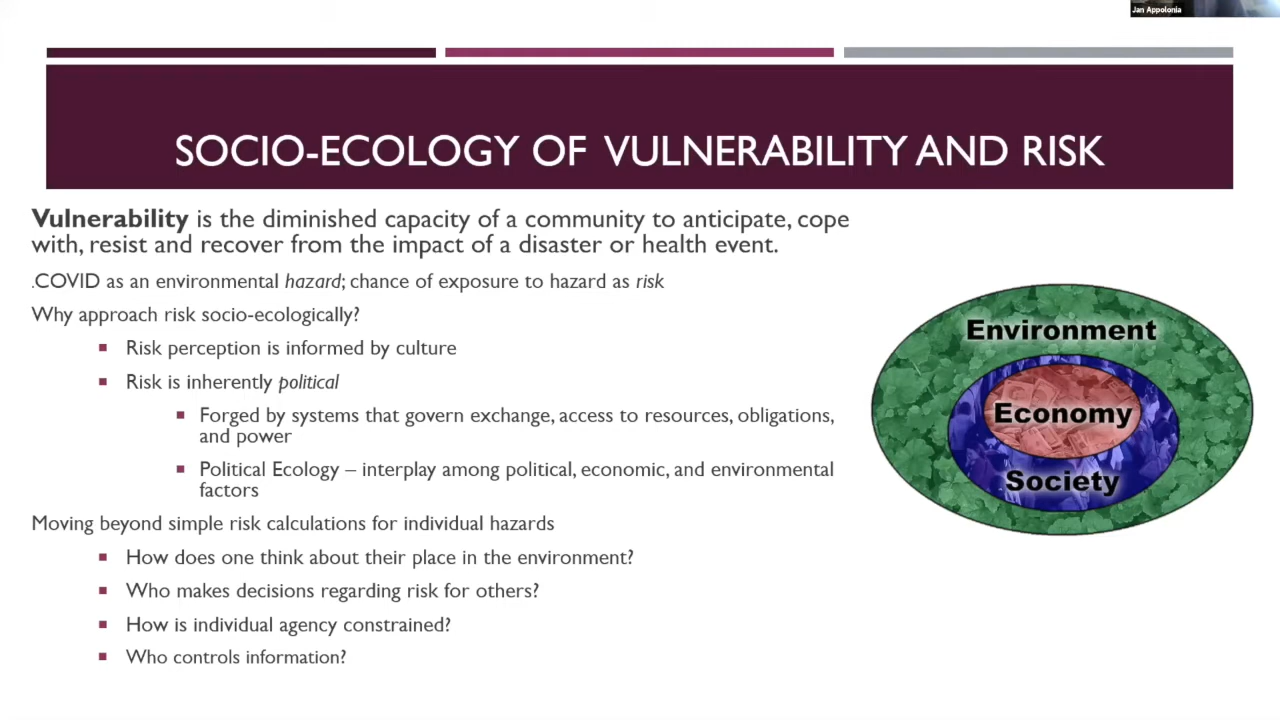 Jan Appolonia
SOCIO-ECOLOGY OF VULNERABILITY AND RISK
Vulnerability is the diminished capacity of a community to anticipate, cope
with, resist and recover from the impact of a disaster or health event.
.COVID as an environmental hazard; chance of exposure to hazard as risk
Why approach risk socio-ecologically?
▪ Risk perception is informed by culture
▪ Risk is inherently political
▪ Forged by systems that govern exchange, access to resources, obligations,
and power
▪ Political Ecology – interplay among political, economic, and environmental
factors
Moving beyond simple risk calculations for individual hazards
▪ How does one think about their place in the environment?
▪ Who makes decisions regarding risk for others?
▪ How is individual agency constrained?
▪ Who controls information?
Environment
Economy
Society